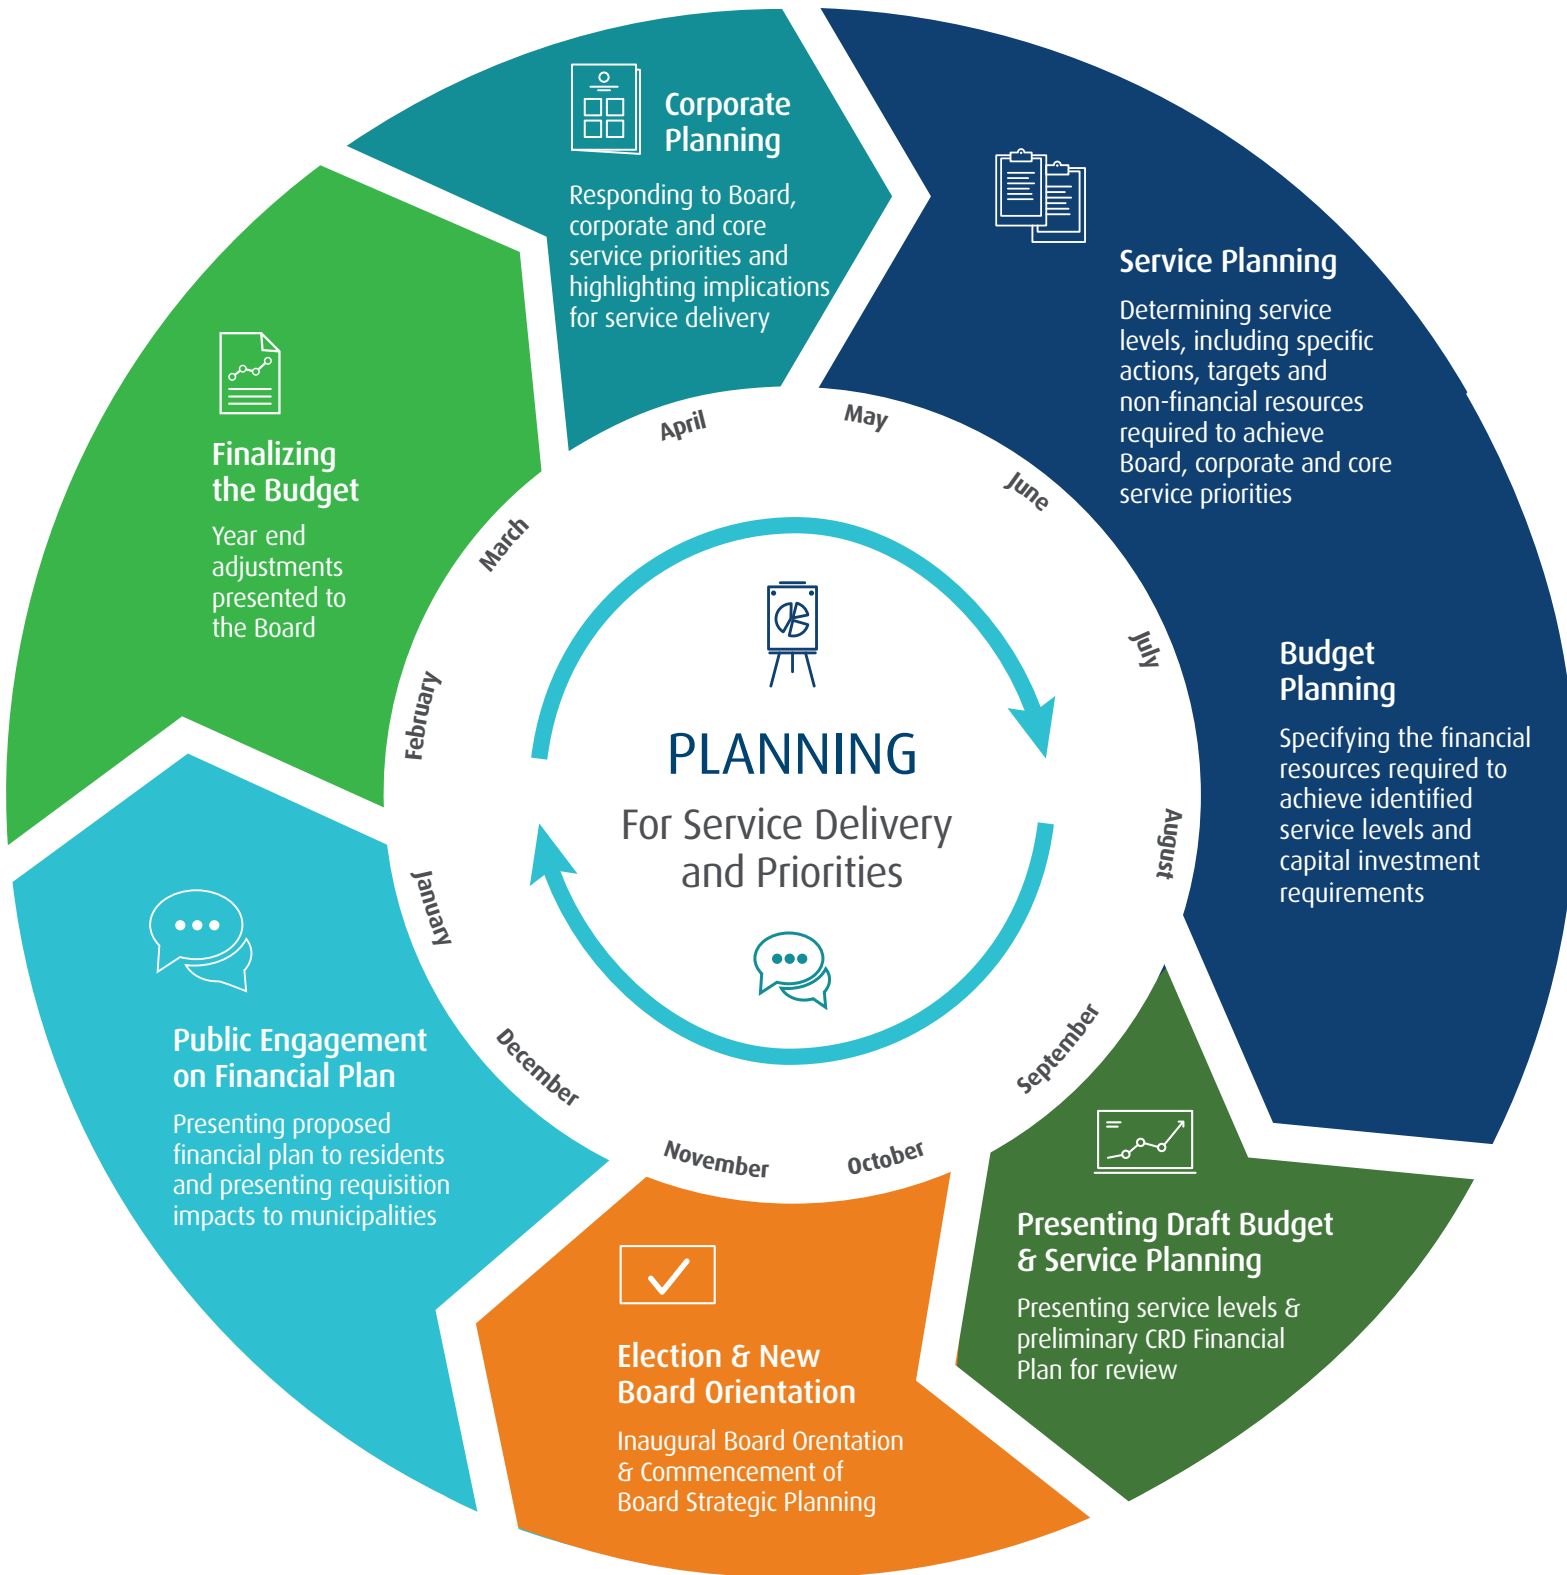 Corporate
Planning
Responding to Board,
corporate and core
service priorities and
highlighting implications
for service delivery
Service Planning
Determining service
levels, including specific
actions, targets and
non-financial resources
required to achieve
Board, corporate and core
service priorities
Budget
Planning
Specifying the financial
resources required to
achieve identified
service levels and
capital investment
requirements
Presenting Draft Budget
& Service Planning
Presenting service levels &
preliminary CRD Financial
Plan for review
Election & New
Board Orientation
Inaugural Board Orentation
& Commencement of
Board Strategic Planning
Public Engagement
on Financial Plan
Presenting proposed
financial plan to residents
and presenting requisition
impacts to municipalities
Finalizing
the Budget
Year end
adjustments
presented to
the Board
April
May
June
July
August
September
October
November
December
January
February
March
PLANNING
For Service Delivery
and Priorities